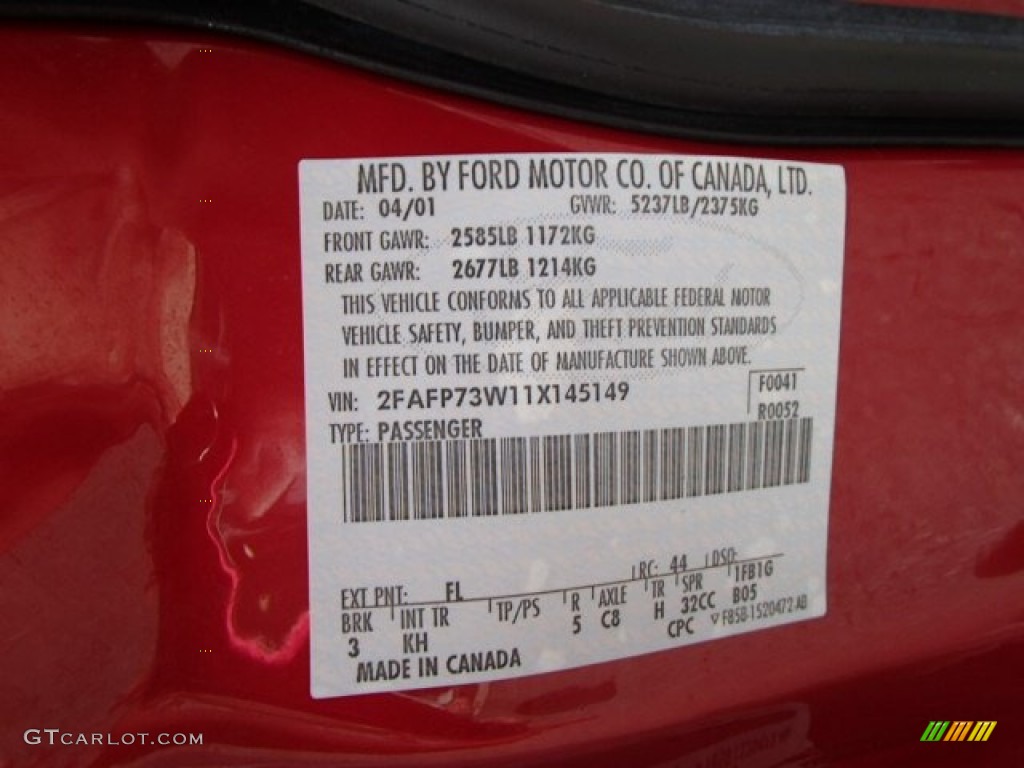 MFD. BY FORD MOTOR CO. OF CANADA, LTD.
DATE: 04/01 GVWR: 5237LB/2375KG
FRONT GAWR: 2585LB 1172KG
REAR GAWR: 2677LB 1214KG
THIS VEHICLE CONFORMS TO ALL APPLICABLE FEDERAL MOTOR
VEHICLE SAFETY, BUMPER, AND THEFT PREVENTION STANDARDS
IN EFFECT ON THE DATE OF MANUFACTURE SHOWN ABOVE.
VIN: 2FAFP73W11X145149 F0041
TYPE: PASSENGER R0052
EXT PNT: FL RC: 44 DSO:
BRK INT TR TP/PS R AXLE TR SPR 1FB1G
3 KH 5 C8 H 32CC B05
MADE IN CANADA CPC ▽F85B-1520472-AB
GTCARLOT.COM